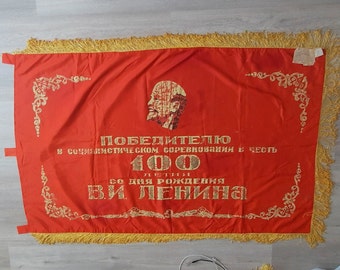 Победителю
в социалистическом соревновании в честь
100
летия
со дня рождения
В.И. Ленина